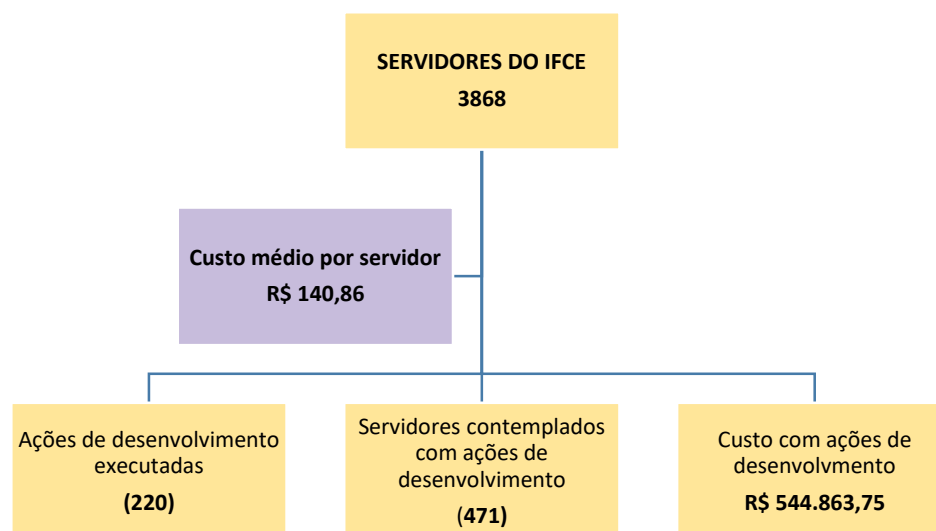 SERVIDORES DO IFCE
3868
Custo médio por servidor
R$ 140,86
Ações de desenvolvimento
executadas
(220)
Servidores contemplados
com ações de
desenvolvimento
(471)
Custo com ações de
desenvolvmento
R$ 544.863,75